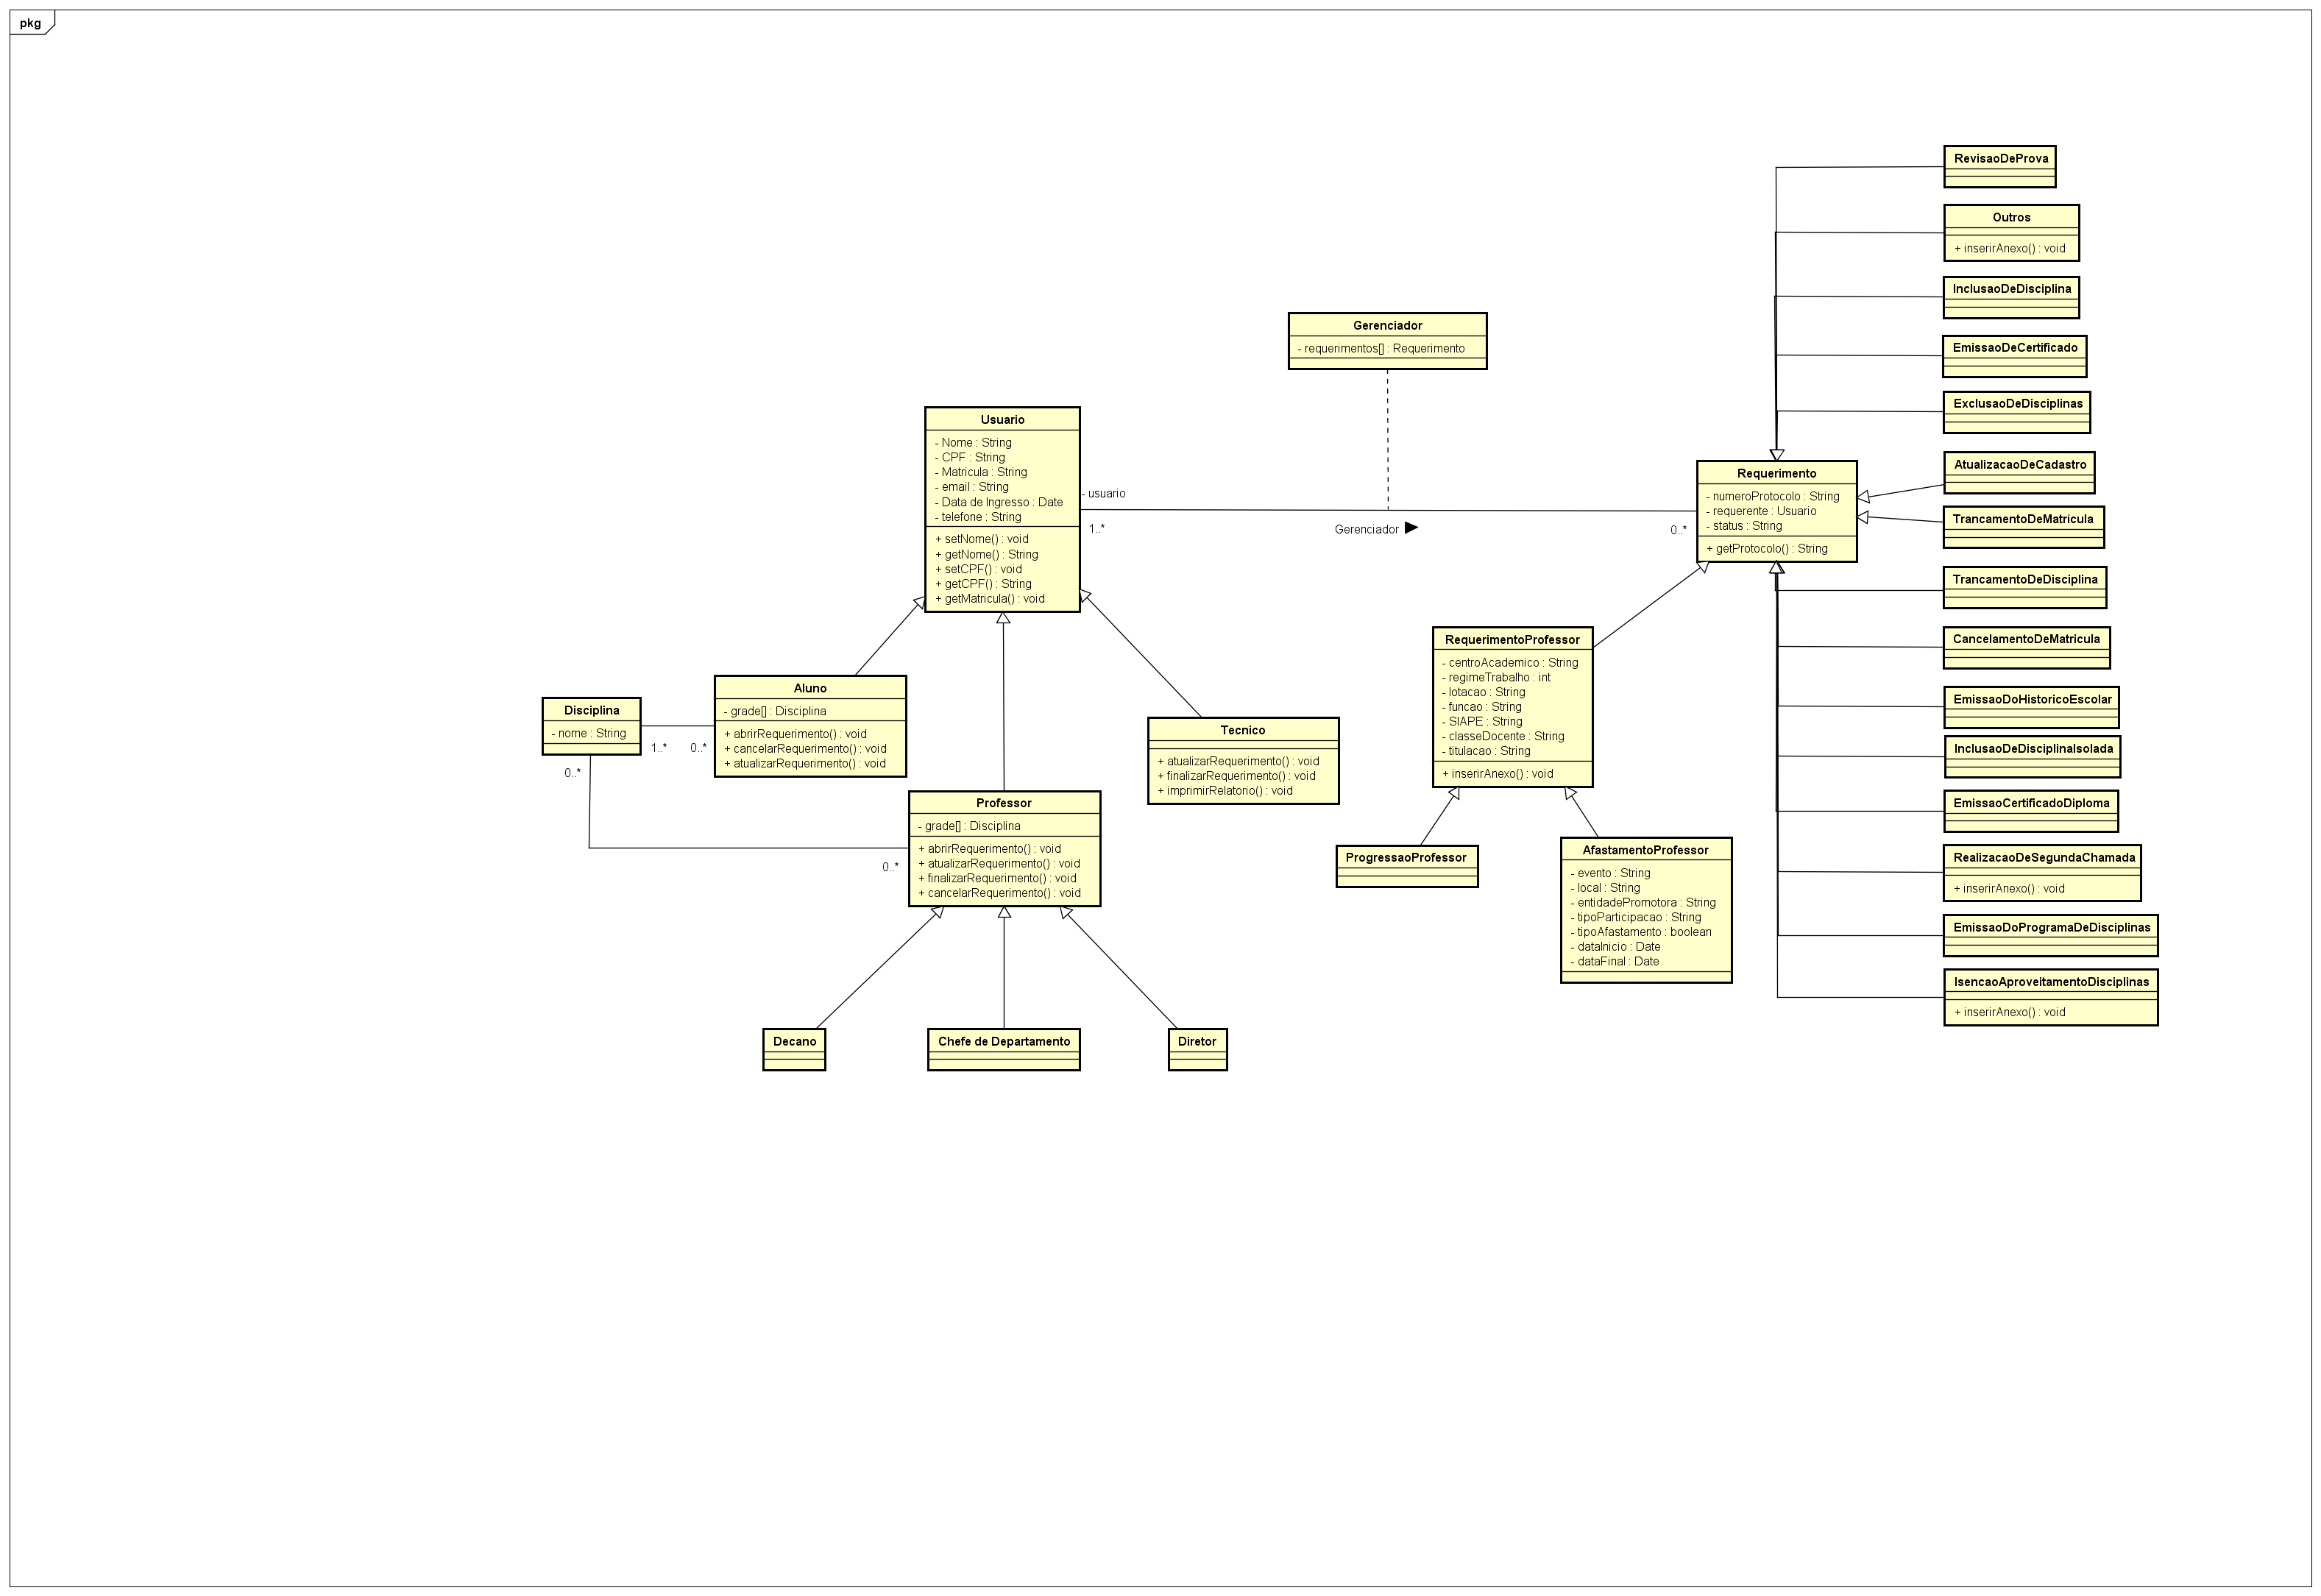 pkg
RevisaoDeProva
Outros
+ inserirAnexo() : void
InclusaoDeDisciplina
Gerenciador
- requerimentos[] : Requerimento
EmissaoDeCertificado
ExclusaoDeDisciplinas
Usuario
- Nome : String
- CPF : String
- Matricula : String
- email : String
- Data de Ingresso : Date
- telefone : String
+ setNome() : void
+ getNome() : String
+ setCPF() : void
+ getCPF() : String
+ getMatricula() : void
- usuario
1..*
Gerenciador
0..*
Requerimento
- numeroProtocolo : String
- requerente : Usuario
- status : String
+ getProtocolo() : String
AtualizacaoDeCadastro
TrancamentoDeMatrícula
TrancamentoDeDisciplina
CancelamentoDeMatricula
EmissaoDoHistoricoEscolar
InclusaoDeDisciplinaIsolada
EmissaoCertificadoDiploma
RealizacaoDeSegundaChamada
+ inserirAnexo() : void
EmissaoDoProgramaDeDisciplinas
IsencaoAproveitamentoDisciplinas
+ inserirAnexo() : void
RequerimentoProfessor
- centroAcademico : String
- regimeTrabalho : int
- lotacao : String
- funcao : String
- SIAPE : String
- classeDocente : String
- titulacao : String
+ inserirAnexo() : void
Disciplina
- nome : String
1..*
0..*
0..*
Aluno
- grade[] : Disciplina
+ abrirRequerimento() : void
+ cancelarRequerimento() : void
+ atualizarRequerimento() : void
Tecnico
+ atualizarRequerimento() : void
+ finalizarRequerimento() : void
+ imprimirRelatorio() : void
0..*
Professor
- grade[] : Disciplina
+ abrirRequerimento() : void
+ atualizarRequerimento() : void
+ finalizarRequerimento() : void
+ cancelarRequerimento() : void
ProgressaoProfessor
AfastamentoProfessor
- evento : String
- local : String
- entidadePromotora : String
- tipoParticipacao : String
- tipoAfastamento : boolean
- dataInicio : Date
- dataFinal : Date
Decano
Chefe de Departamento
Diretor